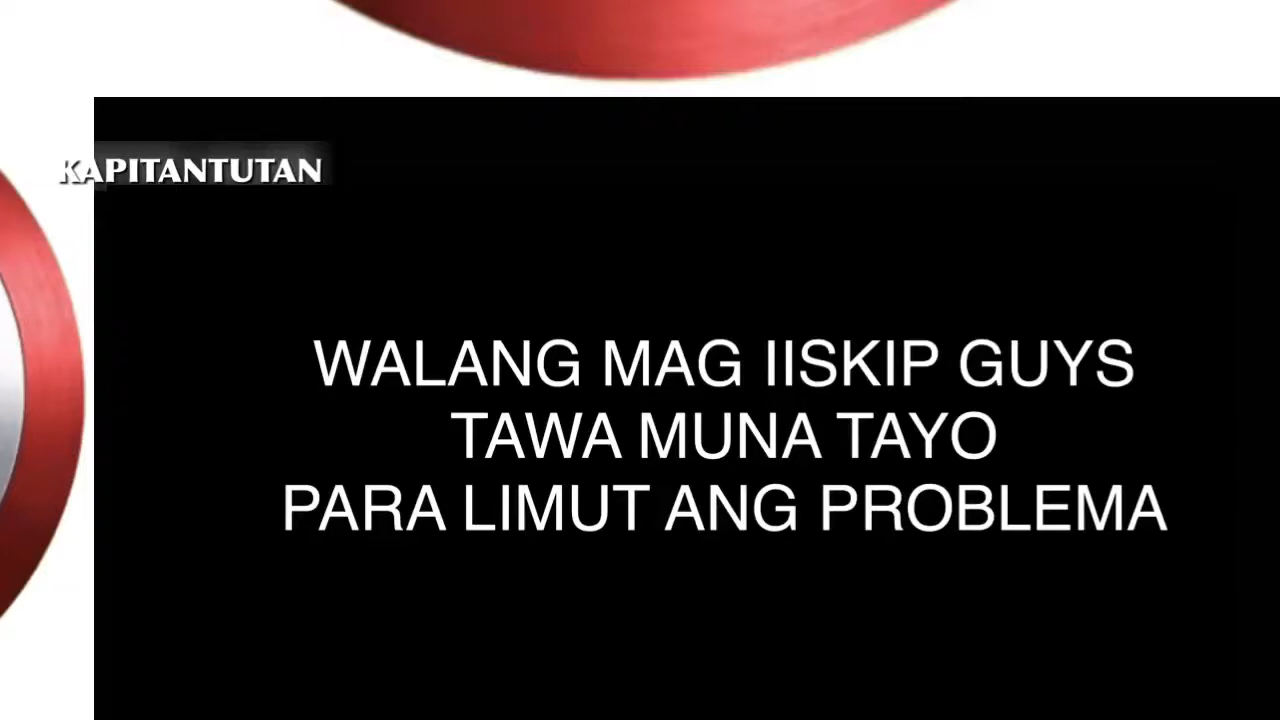 KAPITANTUTAN
WALANG MAG IISKIP GUYS
TAWA MUNA TAYO
PARA LIMUT ANG PROBLEMA